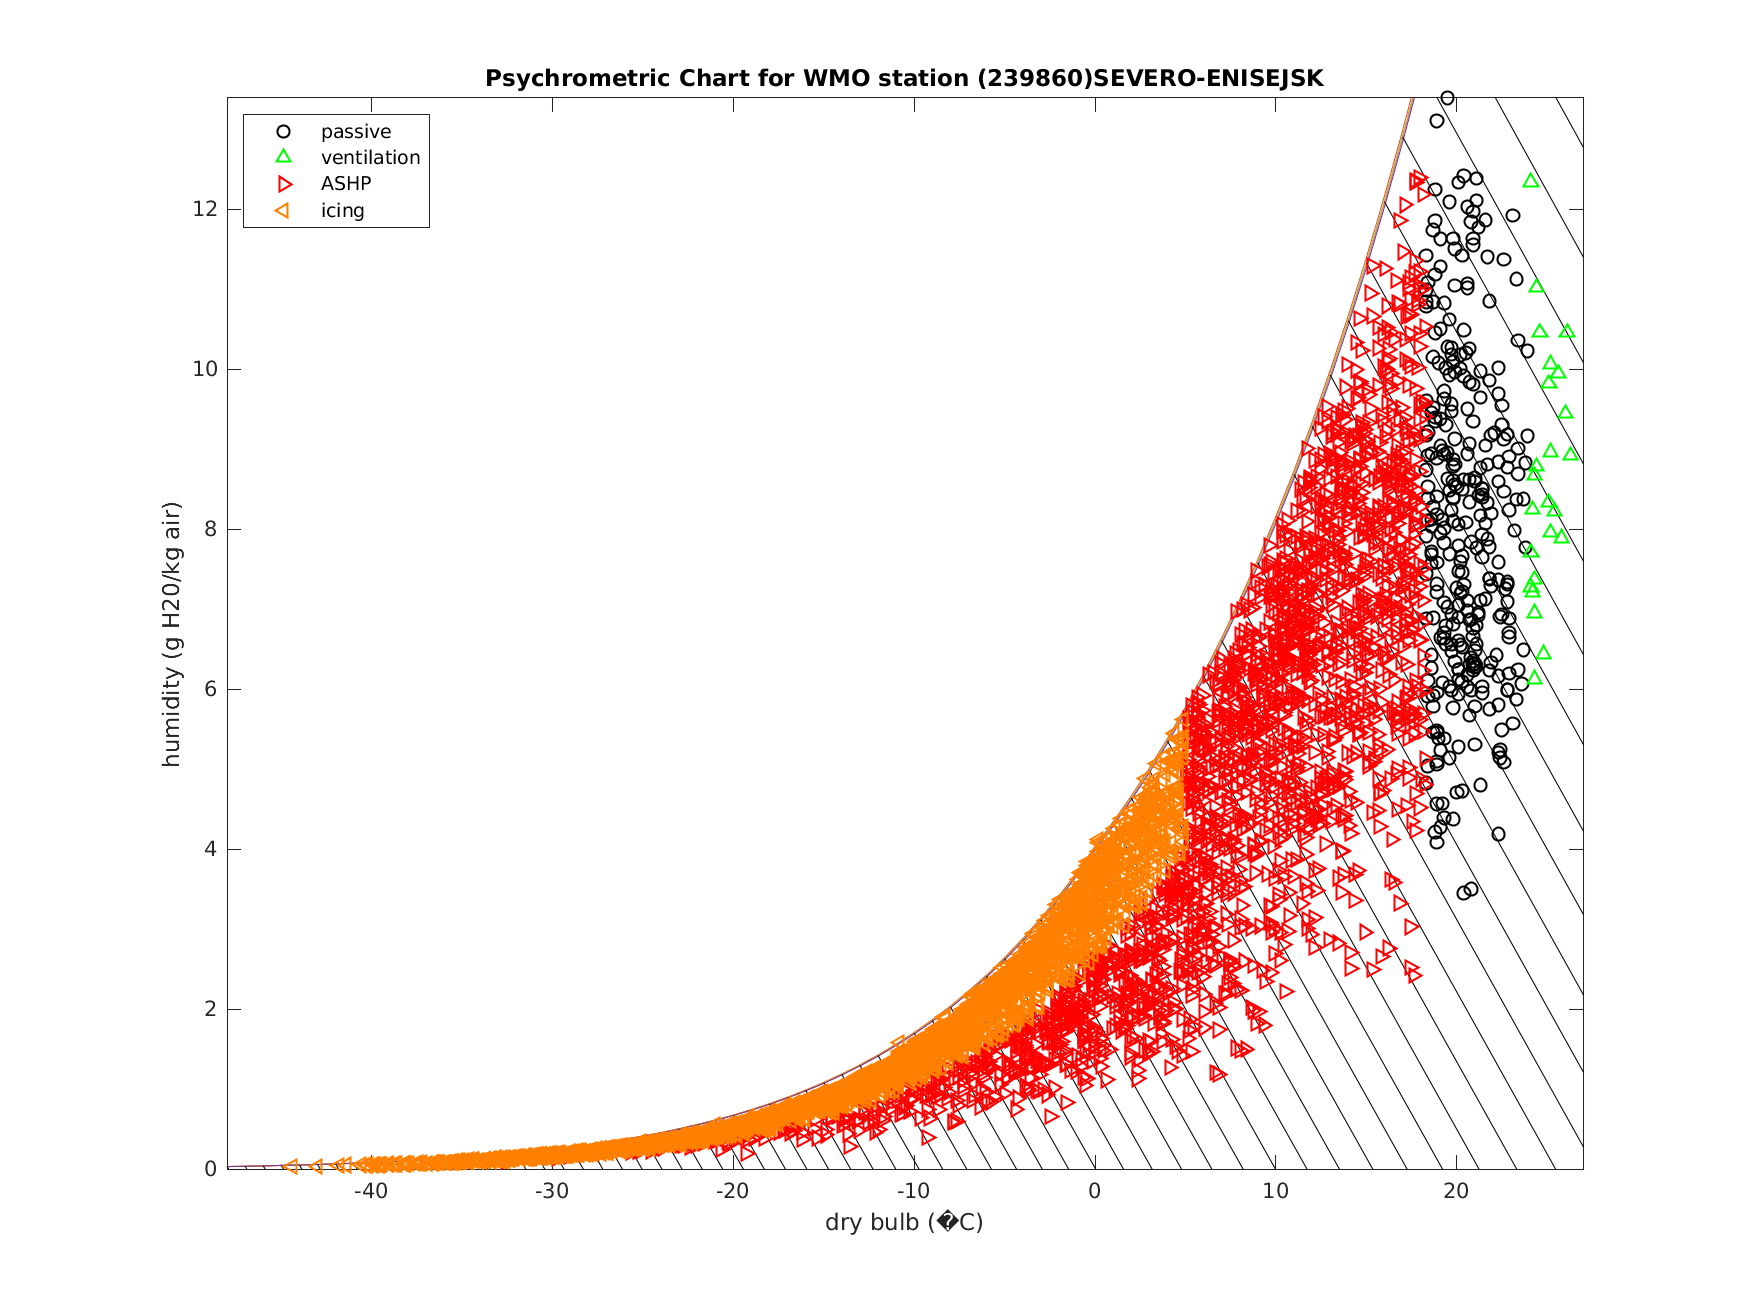 Psychrometric Chart for WMO station (239860)SEVERO-ENISEJSK
passive
ventilation
ASHP
icing
humidity (g H20/kg air)
12
10
8
6
4
2
0
-40 -30 -20 -10 0 10 20
dry bulb (�C)